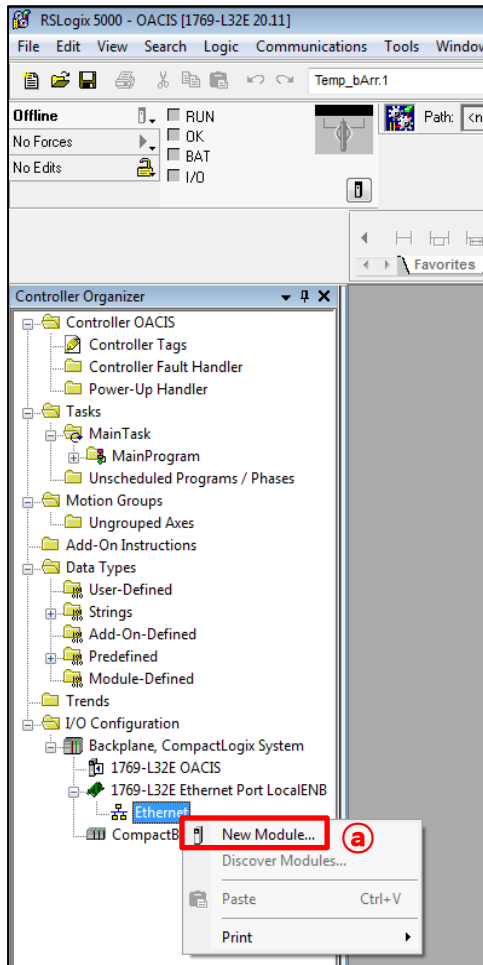 RSLogix 5000 - OACIS [1769-L32E 20.11]
File Edit View Search Logic Communications Tools Window
Temp_bArr.1
Offline
RUN
Path:
No Forces
OK
No Edits
BAT
I/O
Favorites
Controller Organizer
Controller OACIS
Controller Tags
Controller Fault Handler
Power-Up Handler
Tasks
MainTask
MainProgram
Unscheduled Programs / Phases
Motion Groups
Ungrouped Axes
Add-On Instructions
Data Types
User-Defined
Strings
Add-On-Defined
Predefined
Module-Defined
Trends
I/O Configuration
Backplane, CompactLogix System
1769-L32E OACIS
1769-L32E Ethernet Port LocalENB
Ethernet
CompactB
New Module... ⓐ
Discover Modules...
Paste Ctrl+V
Print